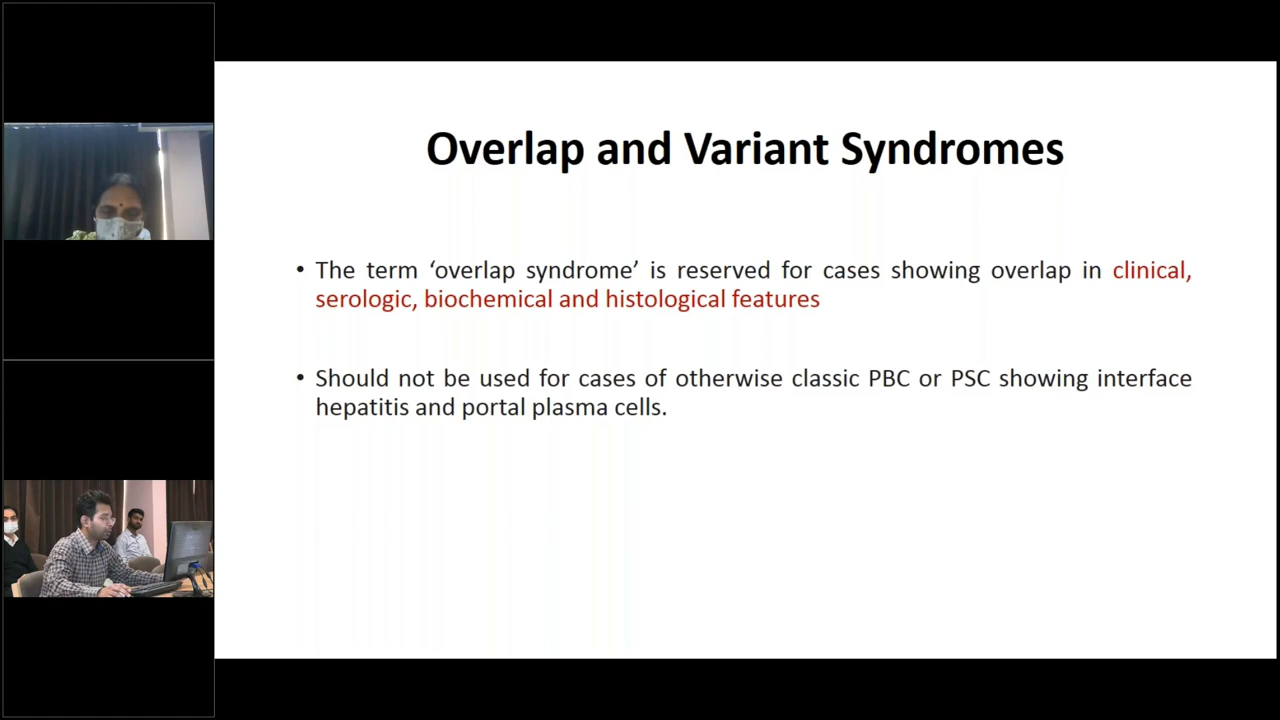 Overlap and Variant Syndromes
• The term ‘overlap syndrome’ is reserved for cases showing overlap in clinical,
serologic, biochemical and histological features
• Should not be used for cases of otherwise classic PBC or PSC showing interface
hepatitis and portal plasma cells.